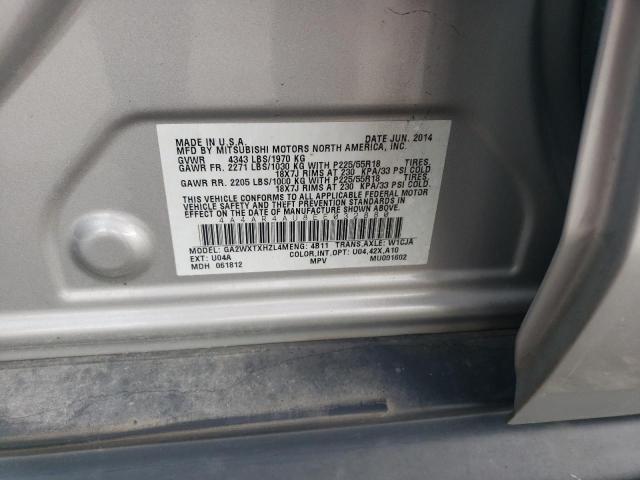 MADE IN U.S.A. DATE JUN. 2014
MFD BY MITSUBISHI MOTORS NORTH AMERICA, INC.
GVWR 4343 LBS/1970 KG
GAWR FR. 2271 LBS/1030 KG WITH P225/55R18 TIRES,
18X7J RIMS AT 230 KPA/33 PSI COLD
GAWR RR. 2205 LBS/1000 KG WITH P225/55R18 TIRES,
18X7J RIMS AT 230 KPA/33 PSI COLD.
THIS VEHICLE CONFORMS TO ALL APPLICABLE FEDERAL MOTOR
VEHICLE SAFETY AND THEFT PREVENTION STANDARDS IN
EFFECT ON THE DATE OF MANUFACTURE SHOWN ABOVE.
MODEL: GA2WXTXHZL4M ENG: 4B11 TRANS,AXLE: W1CJA
EXT: U04A COLOR,INT,OPT: U04,42X,A10
MDH 061812 MPV MU001602